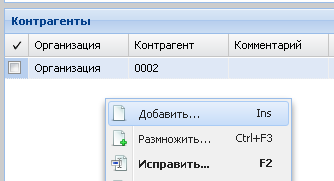 Контрагенты
✓ Организация Контрагент Комментарий
Организация 0002
Добавить... Ins
Размножить... Ctrl+F3
Исправить... F2